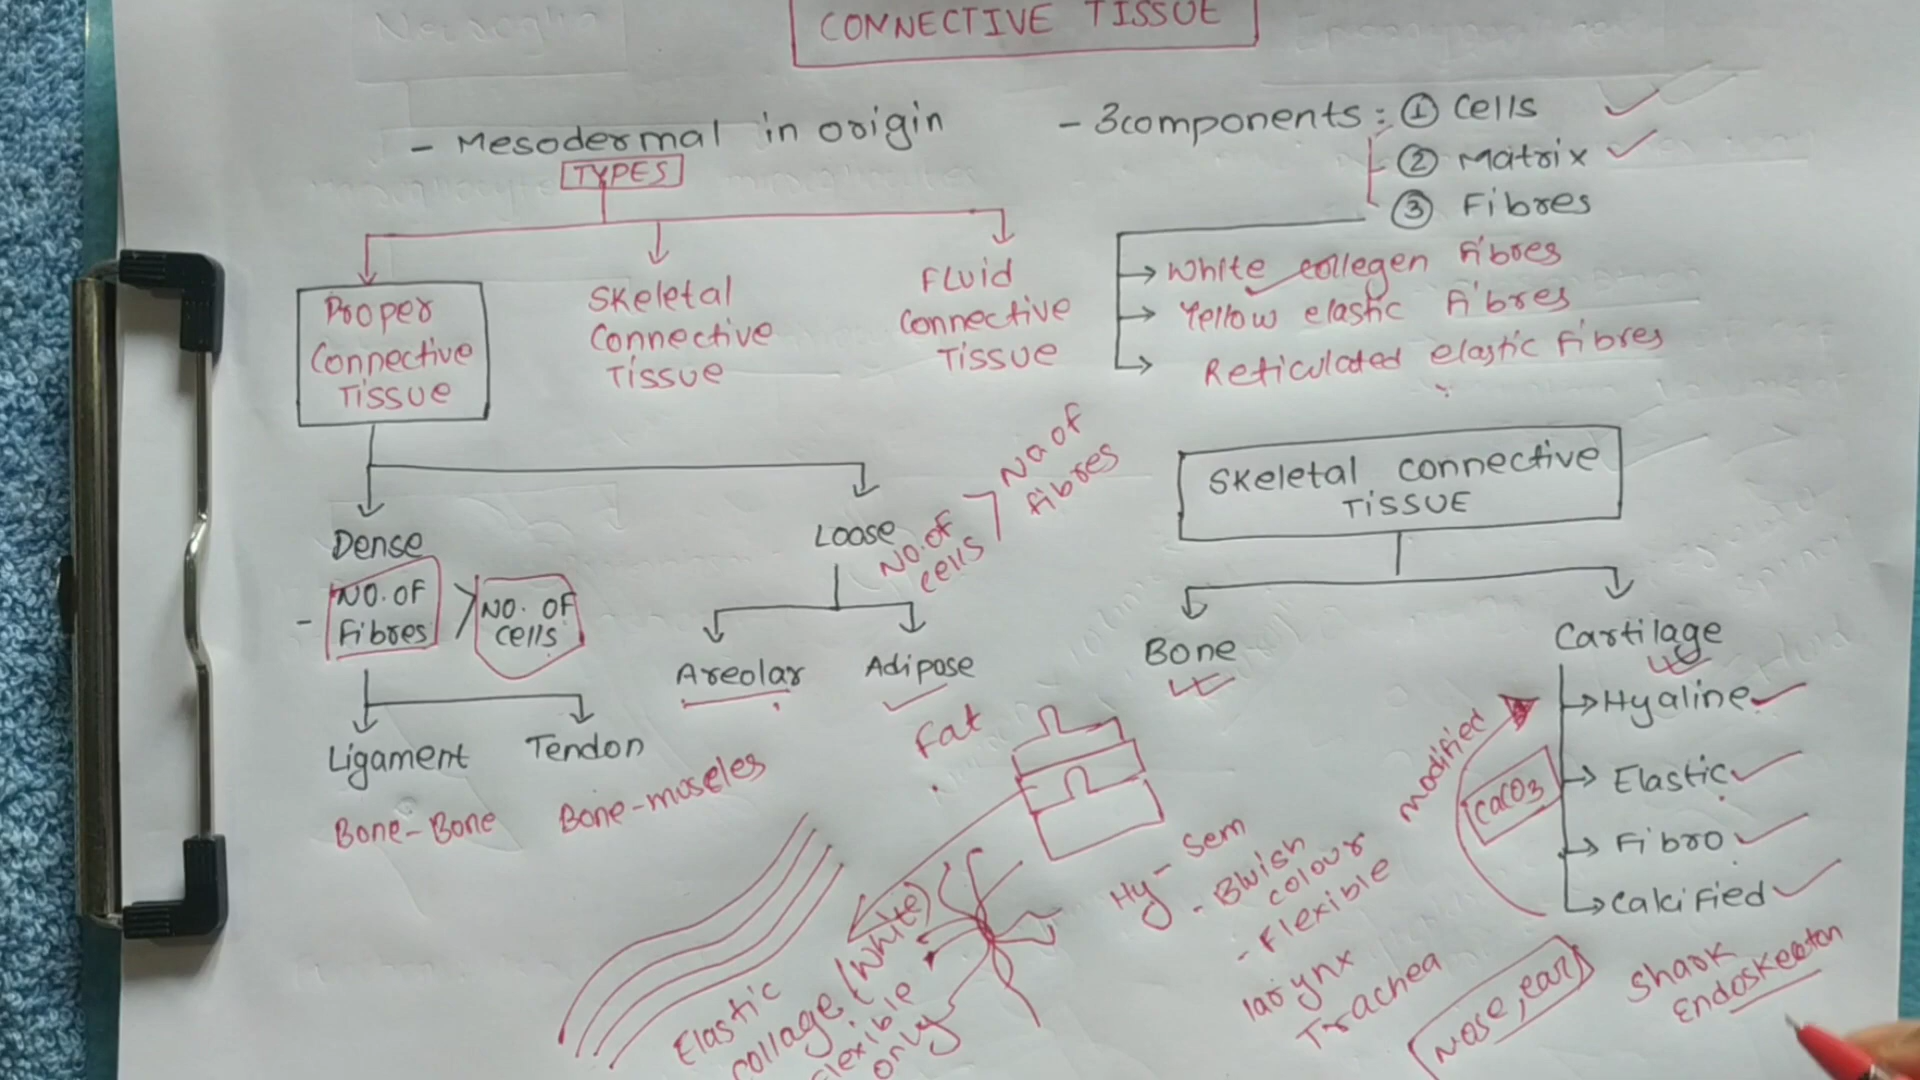 CONNECTIVE TISSUE
- Mesodermal in origin
TYPES
Proper
Connective
Tissue
Skeletal
Connective
Tissue
Fluid
Connective
Tissue
- 3components : ① Cells
② Matrix
③ Fibres
White collegen Fibres
Yellow elastic Fibres
Reticulated elastic Fibres
Dense
- NO. OF
Fibres
> NO. OF
cells
Ligament
Bone-Bone
Tendon
Bone-moscles
Loose
NO. of
cells
> No of
fibres
Areolar
Adipose
Fat
Elastic
collage (White)
flexible
only
Skeletal connective
TISSUE
Bone
Cartilage
Hyaline
Elastic
Fibro
Calcified
modified
CaCO3
Hy - Sem
- Blwish
colour
- Flexible
larynx
Trachea
Nose, ear
Shark